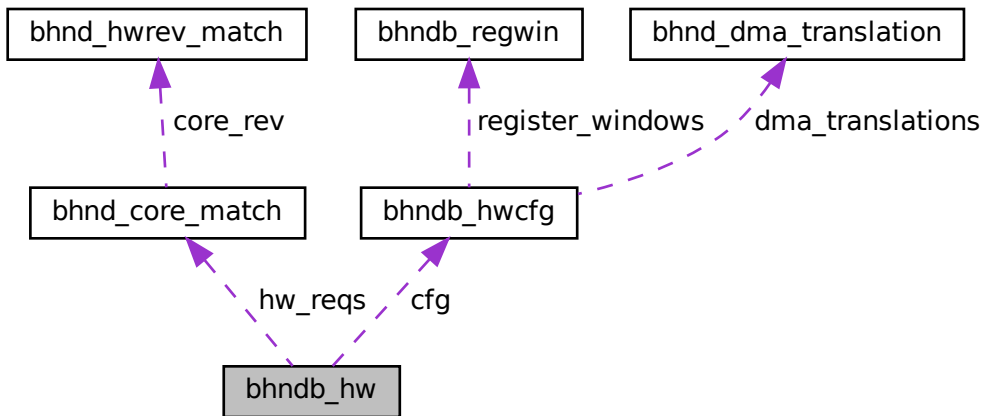 bhnd_hwrev_match
bhndb_regwin
bhnd_dma_translation
core_rev
register_windows
dma_translations
bhnd_core_match
bhndb_hwcfg
hw_reqs
cfg
bhndb_hw